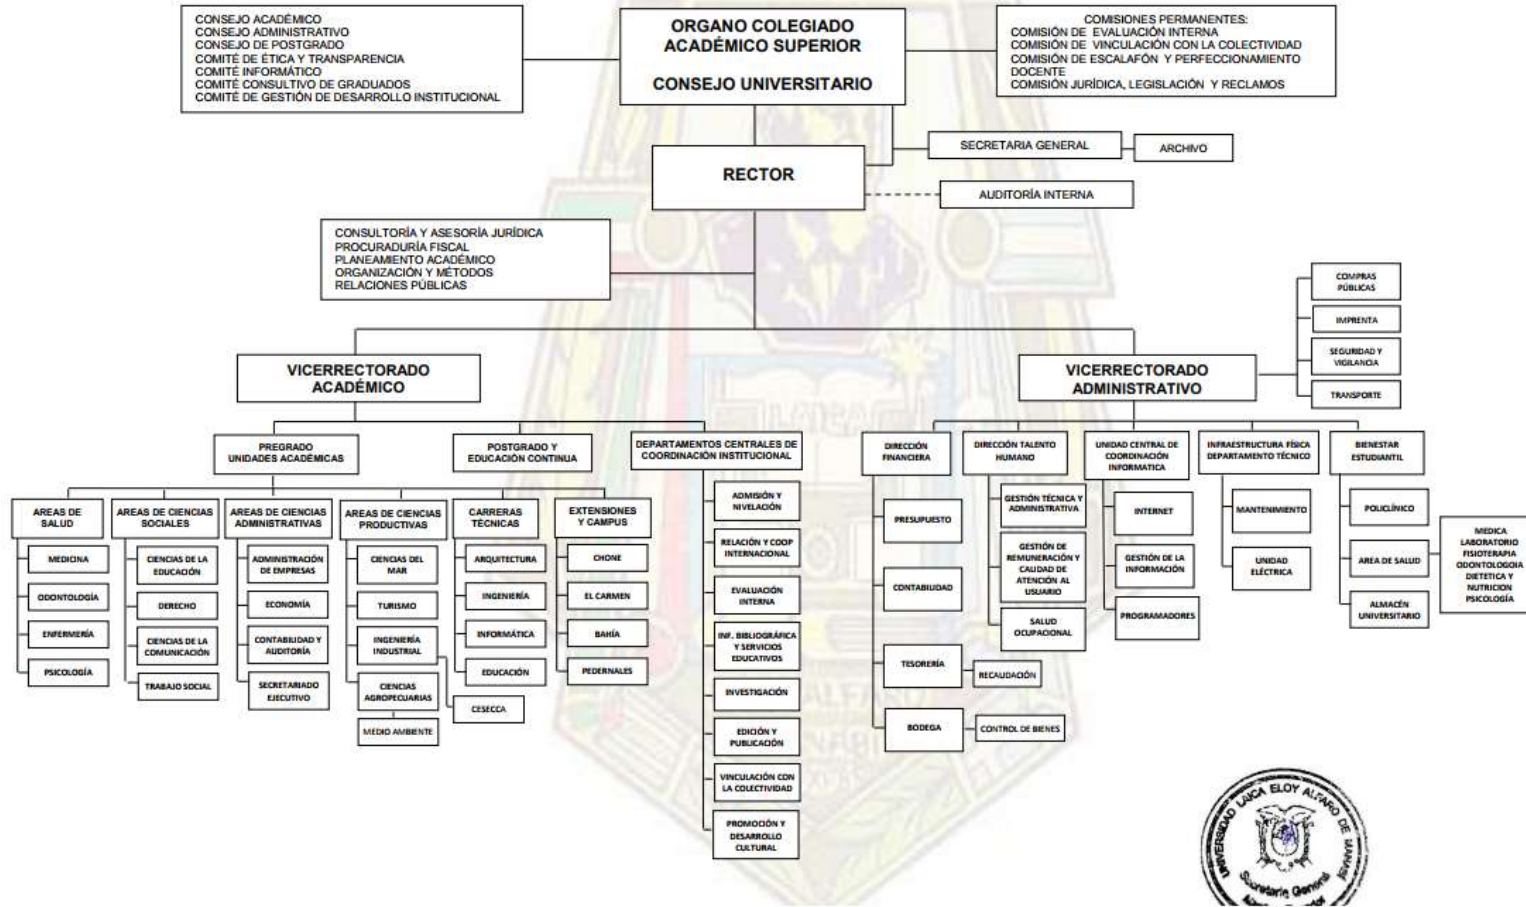 CONSEJO ACADÉMICO
CONSEJO ADMINISTRATIVO
CONSEJO DE POSTGRADO
COMITÉ DE ÉTICA Y TRANSPARENCIA
COMITÉ INFORMÁTICO
COMITÉ CONSULTIVO DE GRADUADOS
COMITÉ DE GESTIÓN DE DESARROLLO INSTITUCIONAL
ORGANO COLEGIADO
ACADÉMICO SUPERIOR
CONSEJO UNIVERSITARIO
COMISIONES PERMANENTES:
COMISIÓN DE EVALUACIÓN INTERNA
COMISIÓN DE VINCULACIÓN CON LA COLECTIVIDAD
COMISIÓN DE ESCALAFÓN Y PERFECCIONAMIENTO
DOCENTE
COMISIÓN JURÍDICA, LEGISLACIÓN Y RECLAMOS
SECRETARIA GENERAL
ARCHIVO
RECTOR
AUDITORÍA INTERNA
CONSULTORÍA Y ASESORÍA JURÍDICA
PROCURADURÍA FISCAL
PLANEAMIENTO ACADÉMICO
ORGANIZACIÓN Y MÉTODOS
RELACIONES PÚBLICAS
VICERRECTORADO
ACADÉMICO
VICERRECTORADO
ADMINISTRATIVO
COMPRAS
PÚBLICAS
IMPRENTA
SEGURIDAD Y
VIGILANCIA
TRANSPORTE
PREGRADO
UNIDADES ACADÉMICAS
POSTGRADO Y
EDUCACIÓN CONTINUA
DEPARTAMENTOS CENTRALES DE
COORDINACIÓN INSTITUCIONAL
DIRECCIÓN
FINANCIERA
DIRECCIÓN TALENTO
HUMANO
UNIDAD CENTRAL DE
COORDINACIÓN
INFORMATICA
INFRAESTRUCTURA FÍSICA
DEPARTAMENTO TÉCNICO
BIENESTAR
ESTUDIANTIL
AREAS DE
SALUD
MEDICINA
ODONTOLOGÍA
ENFERMERÍA
PSICOLOGÍA
AREAS DE CIENCIAS
SOCIALES
CIENCIAS DE LA
EDUCACIÓN
DERECHO
CIENCIAS DE LA
COMUNICACIÓN
TRABAJO SOCIAL
AREAS DE CIENCIAS
ADMINISTRATIVAS
ADMINISTRACIÓN
DE EMPRESAS
ECONOMÍA
CONTABILIDAD Y
AUDITORÍA
SECRETARIADO
EJECUTIVO
AREAS DE CIENCIAS
PRODUCTIVAS
CIENCIAS DEL
MAR
TURISMO
INGENIERÍA
INDUSTRIAL
CIENCIAS
AGROPECUARIAS
MEDIO AMBIENTE
CESECCA
CARRERAS
TÉCNICAS
ARQUITECTURA
INGENIERÍA
INFORMÁTICA
EDUCACIÓN
EXTENSIONES
Y CAMPUS
CHONE
EL CARMEN
BAHÍA
PEDERNALES
ADMISIÓN Y
NIVELACIÓN
RELACIÓN Y COOP
INTERNACIONAL
EVALUACIÓN
INTERNA
INF. BIBLIOGRÁFICA
Y SERVICIOS
EDUCATIVOS
INVESTIGACIÓN
EDICIÓN Y
PUBLICACIÓN
VINCULACIÓN CON
LA COLECTIVIDAD
PROMOCIÓN Y
DESARROLLO
CULTURAL
PRESUPUESTO
CONTABILIDAD
TESORERÍA
RECAUDACIÓN
BODEGA
CONTROL DE BIENES
GESTIÓN TÉCNICA Y
ADMINISTRATIVA
GESTIÓN DE
REMUNERACIÓN Y
CAUDAD DE
ATENCIÓN AL
USUARIO
SALUD
OCUPACIONAL
INTERNET
GESTIÓN DE LA
INFORMACIÓN
PROGRAMADORES
MANTENIMIENTO
UNIDAD
ELÉCTRICA
POLICLÍNICO
AREA DE SALUD
ALMACÉN
UNIVERSITARIO
MEDICA
LABORATORIO
FISIOTERAPIA
ODONTOLOGOIA
DIETETICA Y
NUTRICION
PSICOLOGÍA
LAICA
ALFARO
UNIVERSIDAD LAICA ELOY ALFARO DE MANABÍ
Secretaría General